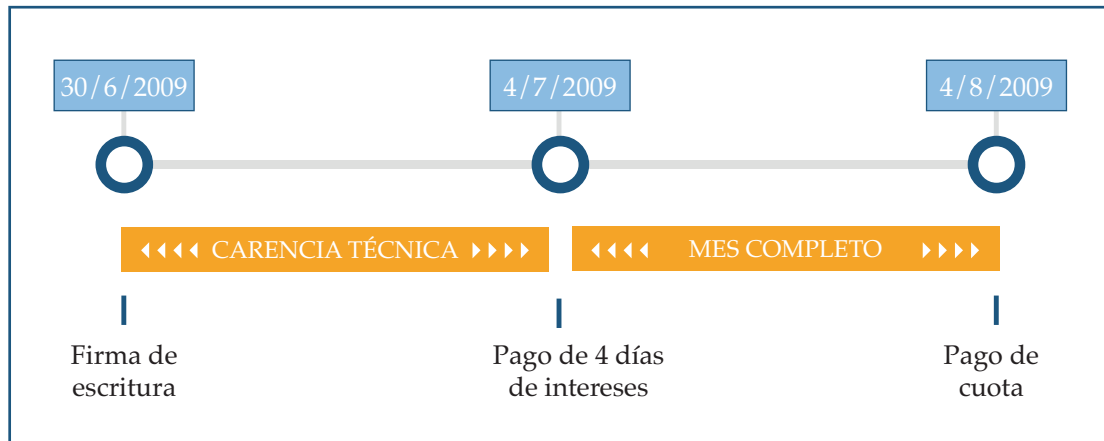 30/6/2009
4/7/2009
4/8/2009
CARENCIA TÉCNICA
MES COMPLETO
Firma de
escritura
Pago de 4 días
de intereses
Pago de
cuota